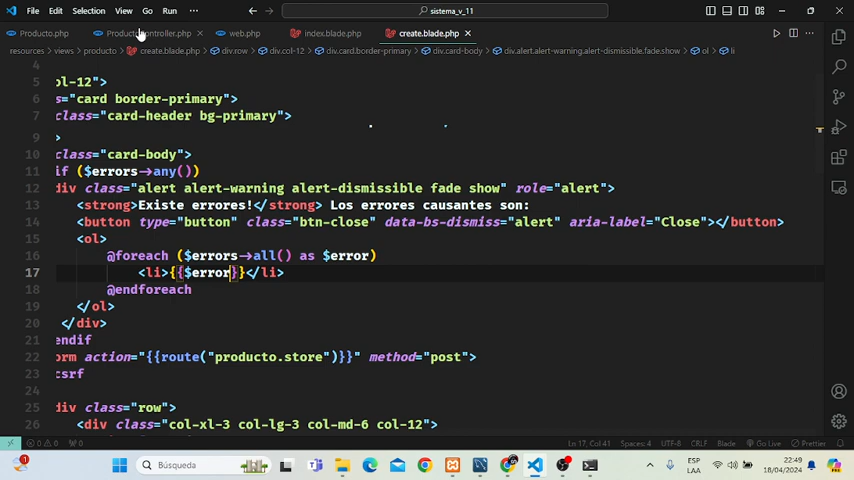 File Edit Selection View Go Run ··· sistema_v_11
Producto.php ProductoController.php web.php index.blade.php create.blade.php
resources > views > producto > create.blade.php > div.row > div.col-12 > div.card.border-primary > div.card-body > div.alert.alert-warning.alert-dismissible.fade.show > ol > li
4
5 ol-12">
6 s="card border-primary">
7 class="card-header bg-primary">
9 >
10 class="card-body">
11 if ($errors->any())
12 div class="alert alert-warning alert-dismissible fade show" role="alert">
13 <strong>Existe errores!</strong> Los errores causantes son:
14 <button type="button" class="btn-close" data-bs-dismiss="alert" aria-label="Close"></button>
15 <ol>
16 @foreach ($errors->all() as $error)
17 <li>{{$error}}</li>
18 @endforeach
19 </ol>
20 </div>
21 endif
22 orm action="{{route("producto.store")}}" method="post">
23 csrf
24
25 div class="row">
26 <div class="col-xl-3 col-lg-3 col-md-6 col-12">
0 0 0 Ln 17, Col 41 Spaces: 4 UTF-8 CRLF Blade Go Live Prettier
Búsqueda ESP LAA 22:49 18/04/2024